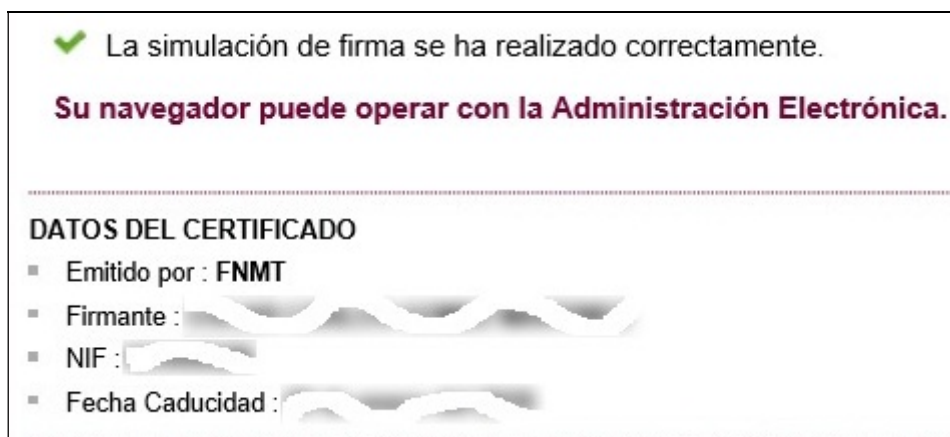 La simulación de firma se ha realizado correctamente.
Su navegador puede operar con la Administración Electrónica.
DATOS DEL CERTIFICADO
Emitido por : FNMT
Firmante :
NIF :
Fecha Caducidad :